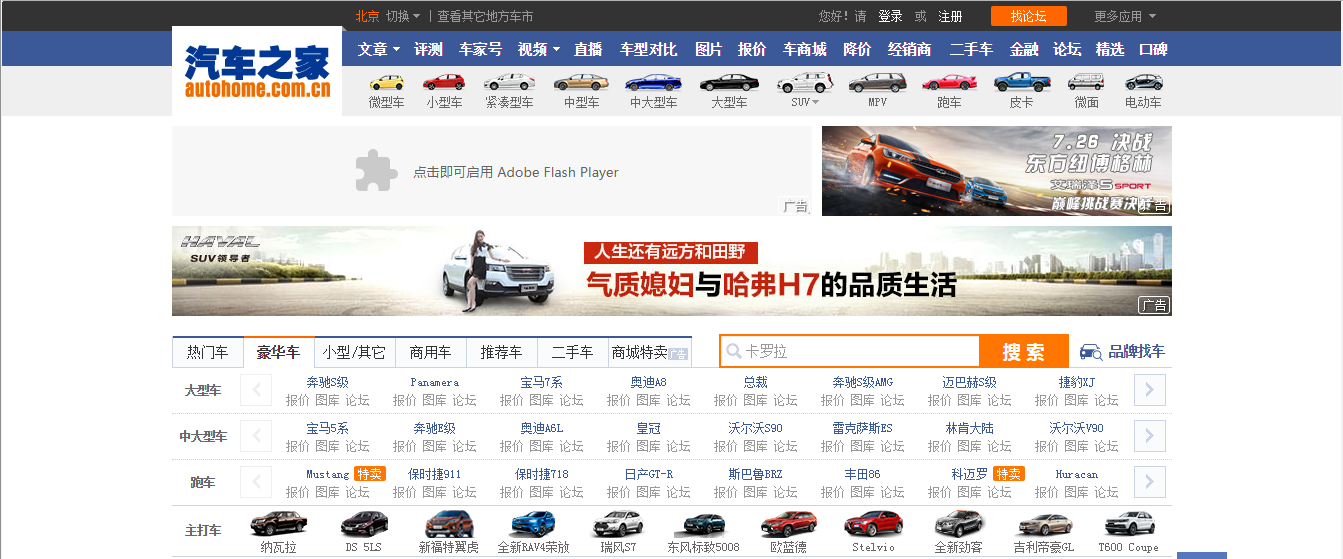 北京 切换 | 查看其它地方车市 您好！请 登录 或 注册 找论坛 更多应用
汽车之家
autohome.com.cn
文章 评测 车家号 视频 直播 车型对比 图片 报价 车商城 降价 经销商 二手车 金融 论坛 精选 口碑
微型车 小型车 紧凑型车 中型车 中大型车 大型车 SUV MPV 跑车 皮卡 微面 电动车
点击即可启用 Adobe Flash Player
广告
7.26 决战
东方纽博格林
艾瑞泽5 SPORT
巅峰挑战赛决赛
广告
HAVAL
SUV领导者
人生还有远方和田野
气质媳妇与哈弗H7的品质生活
广告
热门车 豪华车 小型/其它 商用车 推荐车 二手车 商城特卖 广告
卡罗拉 搜索 品牌找车
大型车 奔驰S级 Panamera 宝马7系 奥迪A8 总裁 奔驰S级AMG 迈巴赫S级 捷豹XJ
报价 图库 论坛 报价 图库 论坛 报价 图库 论坛 报价 图库 论坛 报价 图库 论坛 报价 图库 论坛 报价 图库 论坛 报价 图库 论坛
中大型车 宝马5系 奔驰E级 奥迪A6L 皇冠 沃尔沃S90 雷克萨斯ES 林肯大陆 沃尔沃V90
报价 图库 论坛 报价 图库 论坛 报价 图库 论坛 报价 图库 论坛 报价 图库 论坛 报价 图库 论坛 报价 图库 论坛 报价 图库 论坛
跑车 Mustang 特卖 保时捷911 保时捷718 日产GT-R 斯巴鲁BRZ 丰田86 科迈罗 特卖 Huracan
报价 图库 论坛 报价 图库 论坛 报价 图库 论坛 报价 图库 论坛 报价 图库 论坛 报价 图库 论坛 报价 图库 论坛 报价 图库 论坛
主打车
纳瓦拉 DS 5LS 新福特翼虎 全新RAV4荣放 瑞风S7 东风标致5008 欧蓝德 Stelvio 全新劲客 吉利帝豪GL T600 Coupe